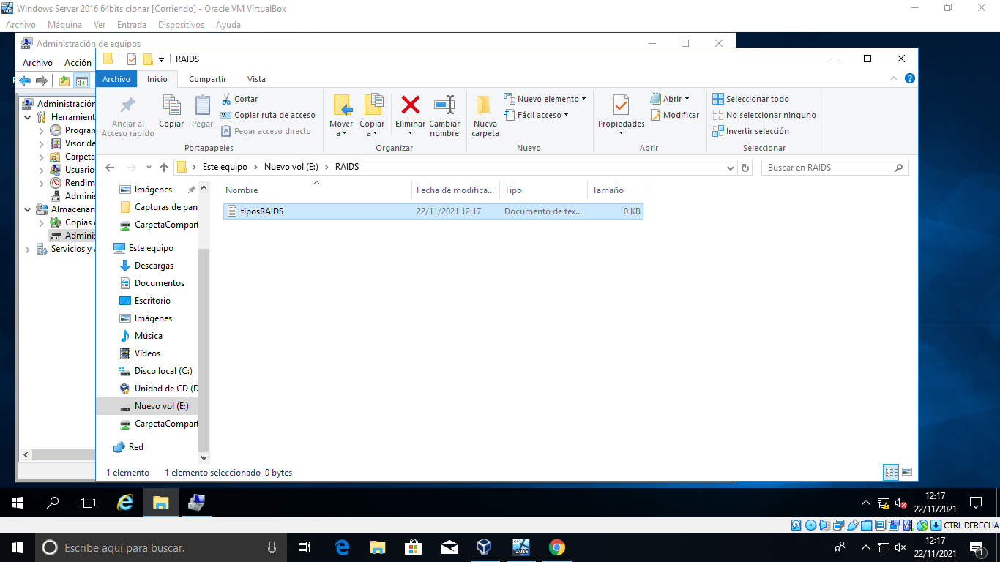 Windows Server 2016 64bits clonar [Corriendo] - Oracle VM VirtualBox
Archivo Máquina Ver Entrada Dispositivos Ayuda
Administración de equipos
Archivo Acción
RAIDS
Archivo Inicio Compartir Vista
Anclar al Acceso rápido
Copiar
Pegar
Cortar
Copiar ruta de acceso
Pegar acceso directo
Portapapeles
Mover a
Copiar a
Eliminar
Cambiar nombre
Organizar
Nueva carpeta
Nuevo elemento
Fácil acceso
Nuevo
Propiedades
Abrir
Modificar
Abrir
Seleccionar todo
No seleccionar ninguno
Invertir selección
Seleccionar
Este equipo Nuevo vol (E:) RAIDS
Buscar en RAIDS
Administración
Herramient
Program
Visor de
Carpeta
Usuario
Rendim
Adminis
Almacenam
Copias
Adminis
Servicios y A
Imágenes
Capturas de pan
CarpetaCompart
Este equipo
Descargas
Documentos
Escritorio
Imágenes
Música
Vídeos
Disco local (C:)
Unidad de CD (D
Nuevo vol (E:)
CarpetaCompart
Red
Nombre Fecha de modifica... Tipo Tamaño
tiposRAIDS 22/11/2021 12:17 Documento de tex... 0 KB
1 elemento 1 elemento seleccionado 0 bytes
12:17
22/11/2021
CTRL DERECHA
Escribe aquí para buscar.
2016
12:17
22/11/2021
1